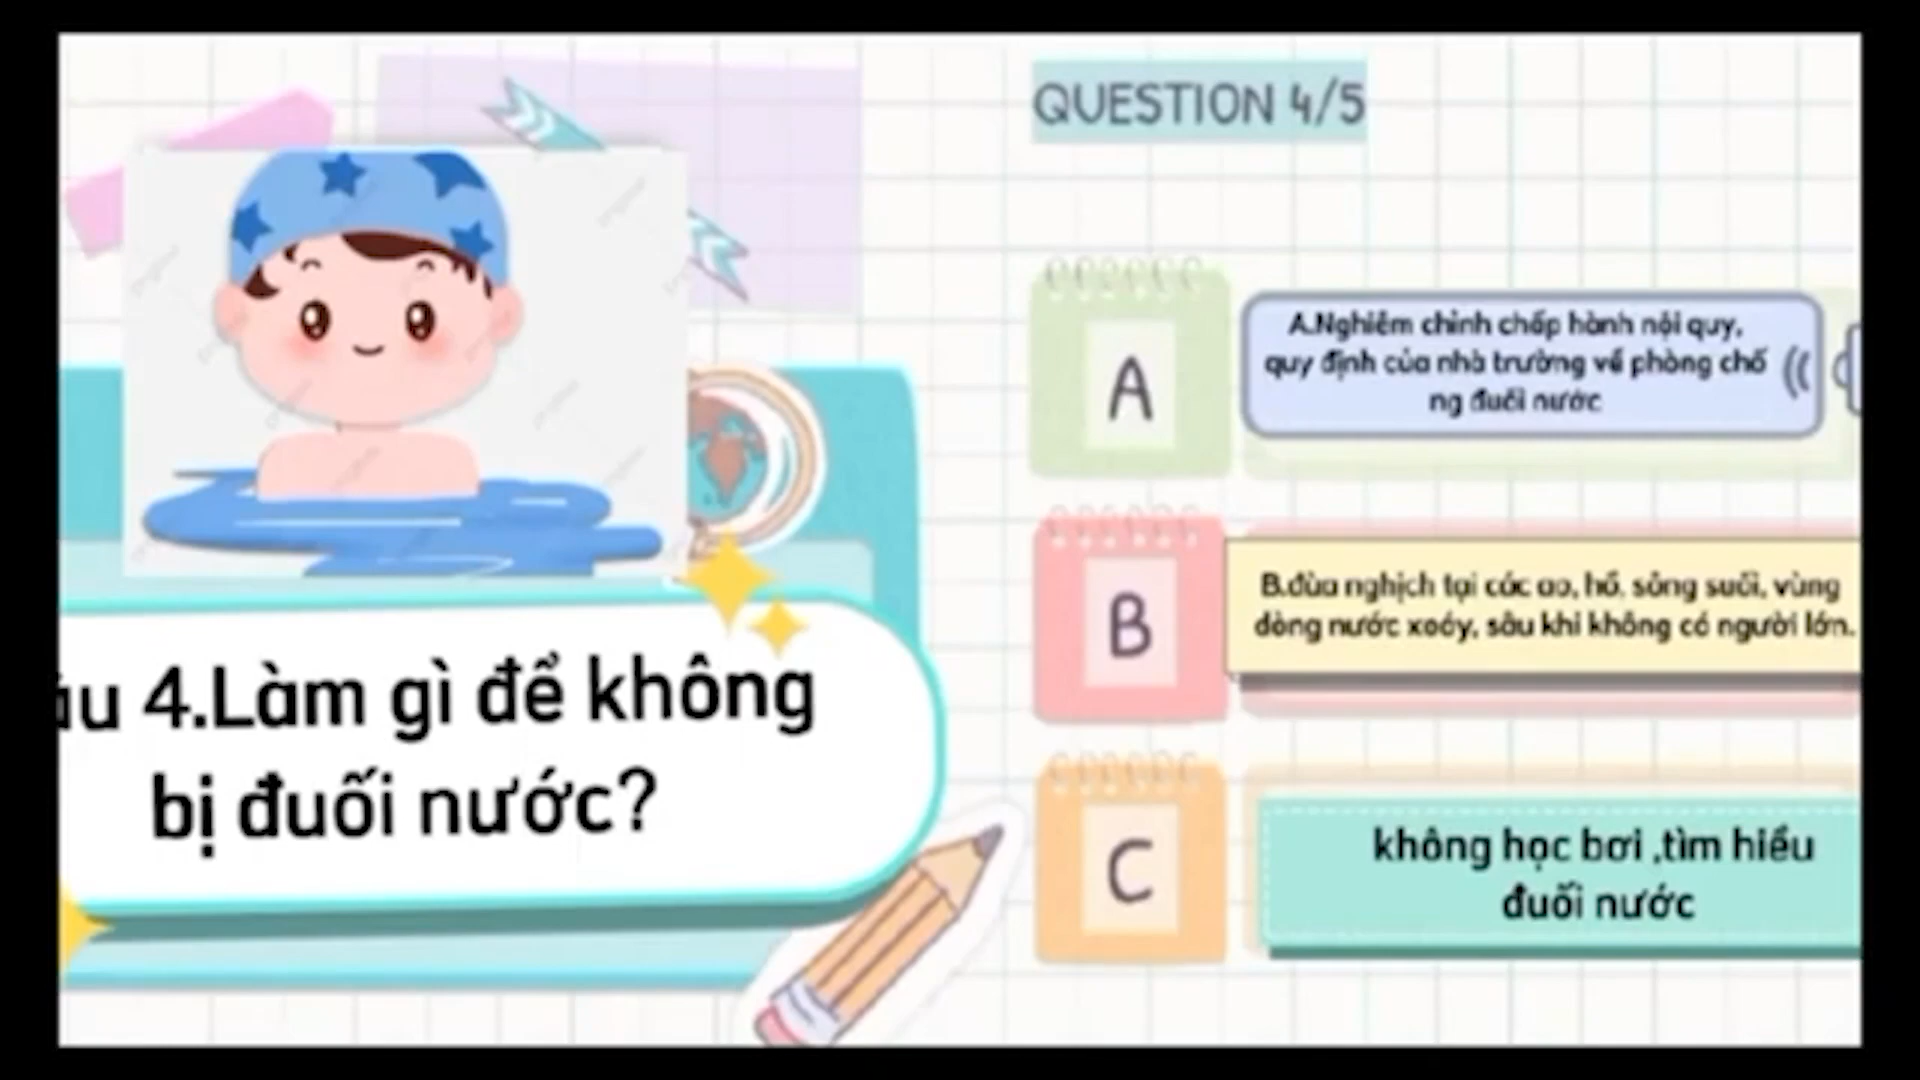 QUESTION 4/5
âu 4.Làm gì để không
bị đuối nước?
A
A.Nghiêm chỉnh chấp hành nội quy,
quy định của nhà trường về phòng chố
ng đuối nước
B
B.đùa nghịch tại các ao, hồ, sông suối, vùng
dòng nước xoáy, sâu khi không có người lớn.
C
không học bơi ,tìm hiểu
đuối nước